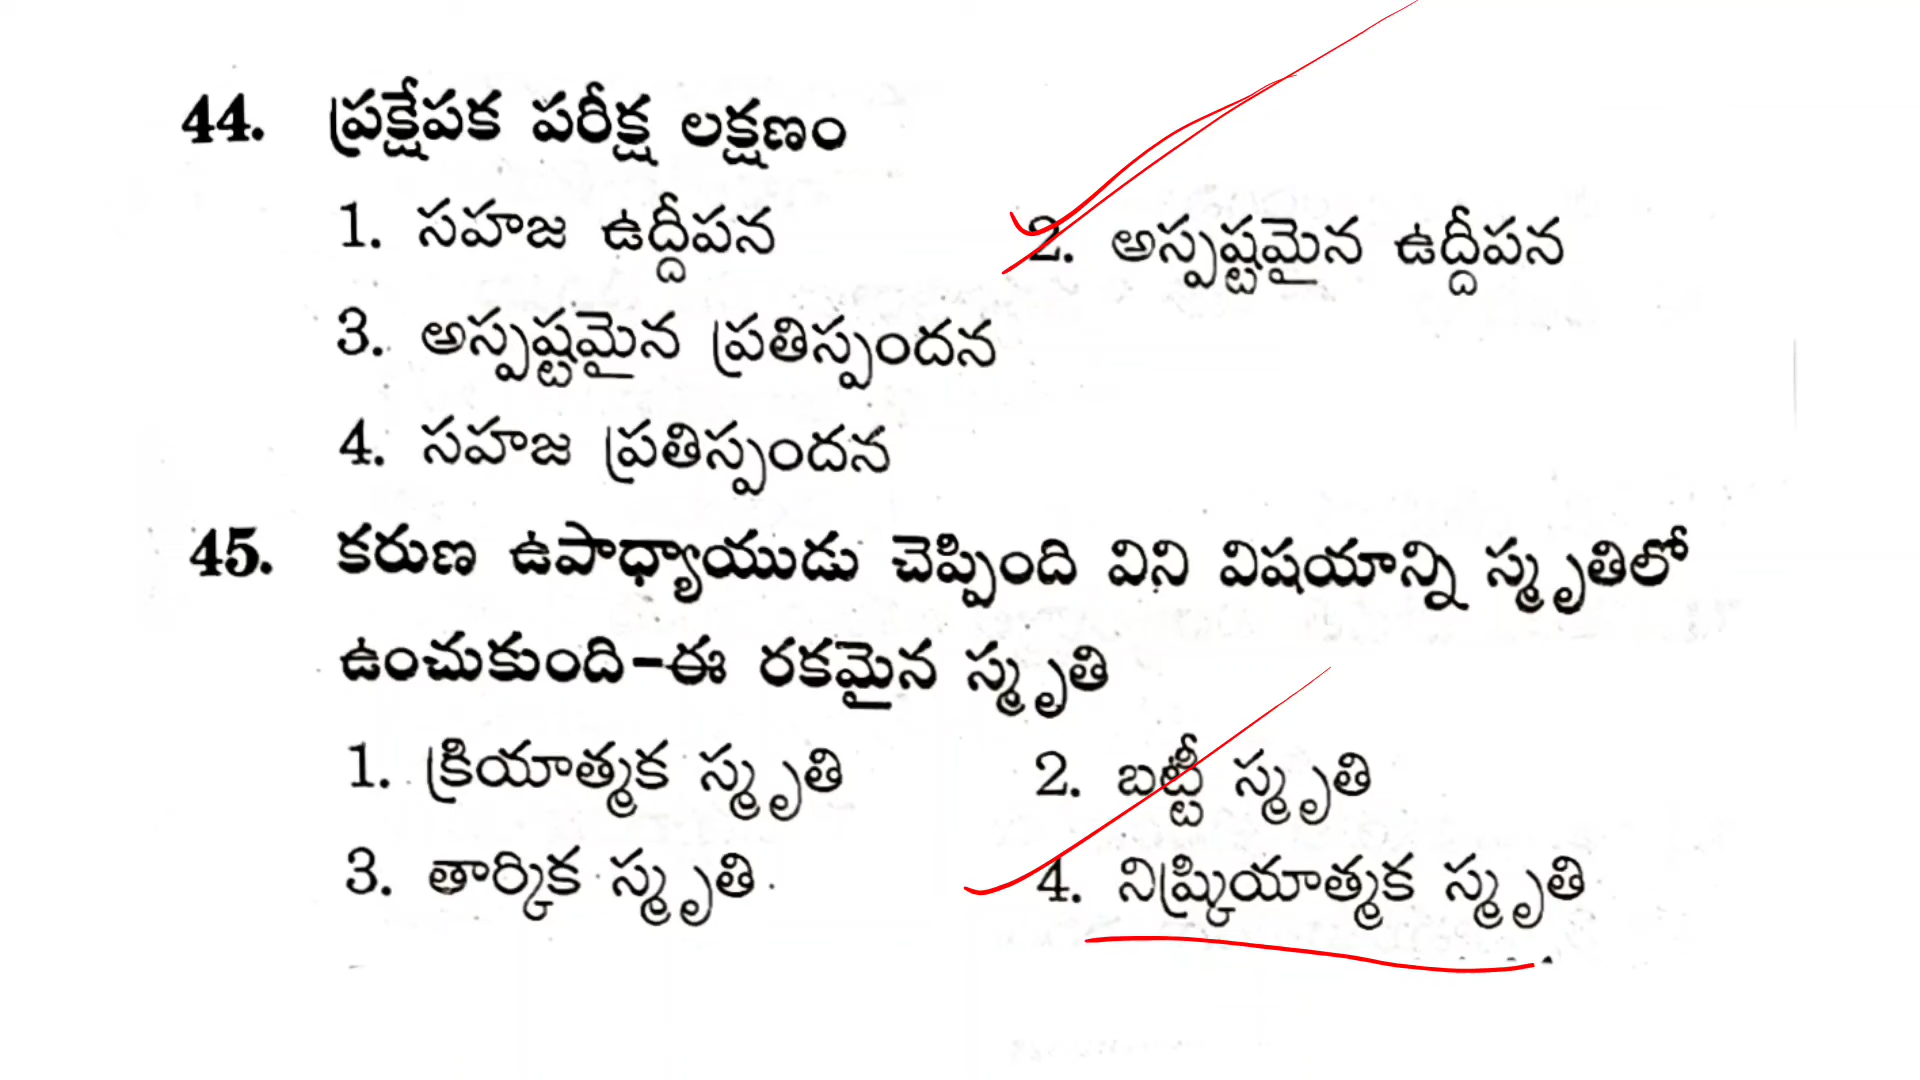 44. ప్రక్షేపక పరీక్ష లక్షణం
1. సహజ ఉద్దీపన 2. అస్పష్టమైన ఉద్దీపన
3. అస్పష్టమైన ప్రతిస్పందన
4. సహజ ప్రతిస్పందన
45. కరుణ ఉపాధ్యాయుడు చెప్పింది విని విషయాన్ని స్మృతిలో
ఉంచుకుంది-ఈ రకమైన స్మృతి
1. క్రియాత్మక స్మృతి 2. బట్టీ స్మృతి
3. తార్కిక స్మృతి. 4. నిష్క్రియాత్మక స్మృతి